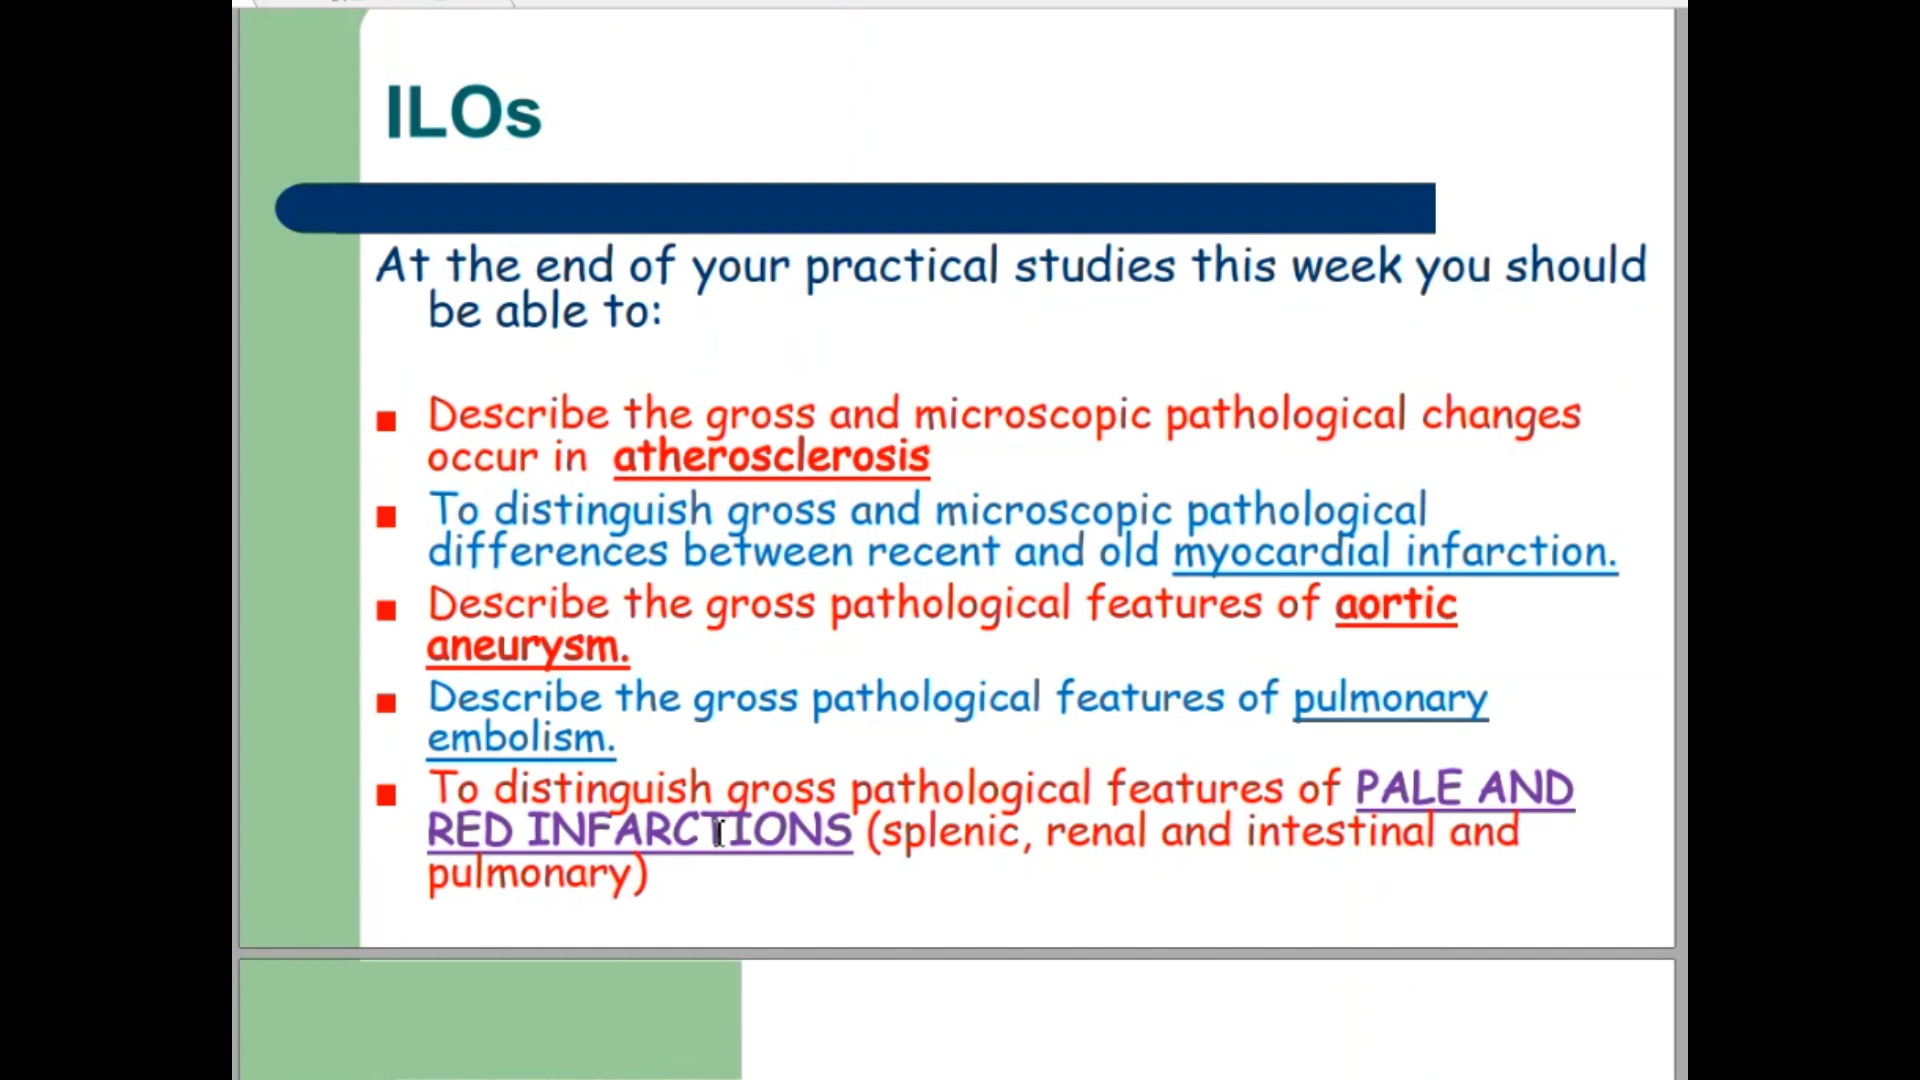 ILOs
At the end of your practical studies this week you should
be able to:
Describe the gross and microscopic pathological changes
occur in atherosclerosis
To distinguish gross and microscopic pathological
differences between recent and old myocardial infarction.
Describe the gross pathological features of aortic
aneurysm.
Describe the gross pathological features of pulmonary
embolism.
To distinguish gross pathological features of PALE AND
RED INFARCTIONS (splenic, renal and intestinal and
pulmonary)